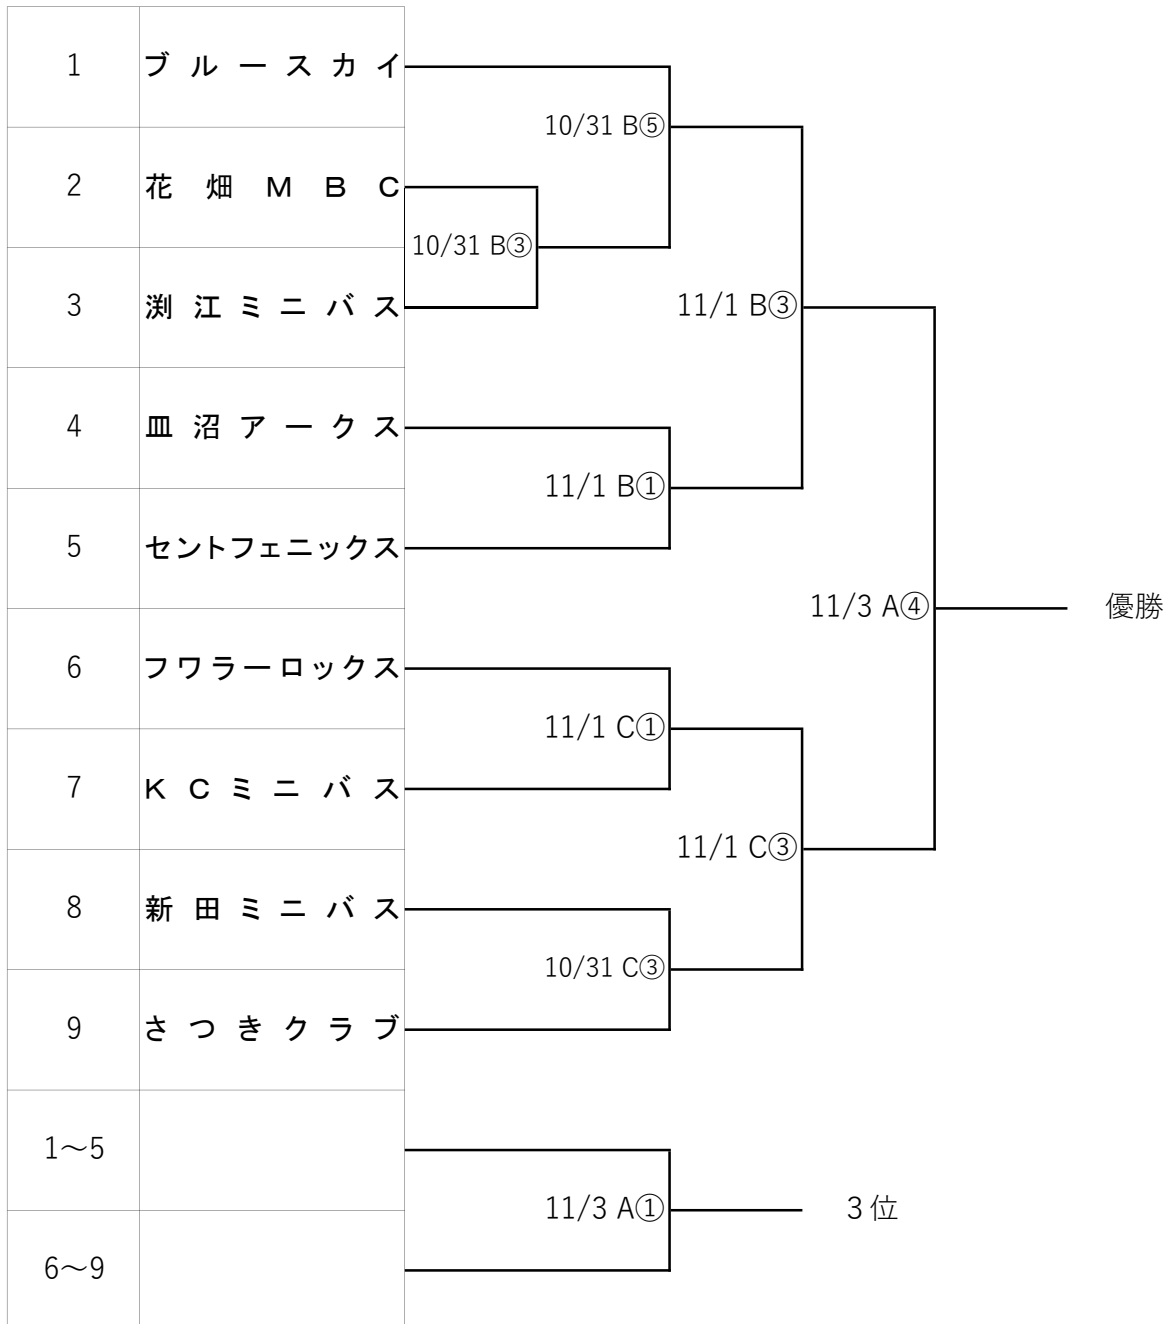 1 ブルースカイ
10/31 B⑤
2 花畑MBC
10/31 B③
3 渕江ミニバス
11/1 B③
4 皿沼アークス
11/1 B①
5 セントフェニックス
11/3 A④ 優勝
6 フワラーロックス
11/1 C①
7 KCミニバス
11/1 C③
8 新田ミニバス
10/31 C③
9 さつきクラブ
1～5
11/3 A① 3位
6～9